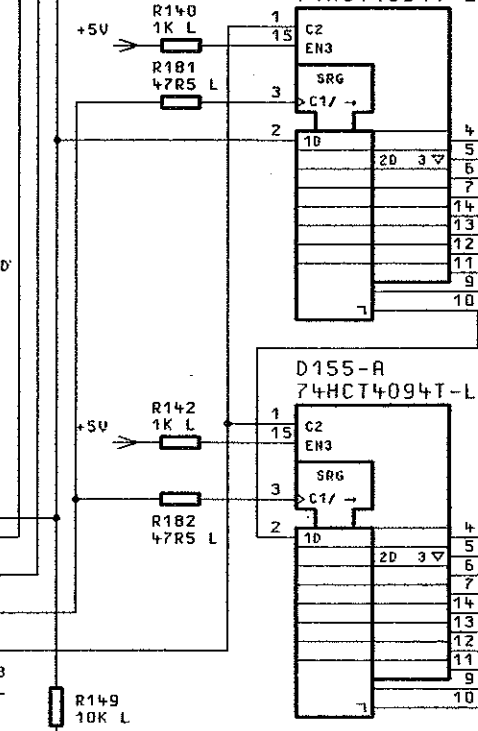 R140
1K L
+5V
R181
47R5 L
1
15
3
2
C2
EN3
SRG
C1/ →
1D
2D 3 ▽
4
5
6
7
14
13
12
11
9
10
¬
D155-A
74HCT4094T-L
R142
1K L
+5V
R182
47R5 L
1
15
3
2
C2
EN3
SRG
C1/ →
1D
2D 3 ▽
4
5
6
7
14
13
12
11
9
10
¬
R149
10K L